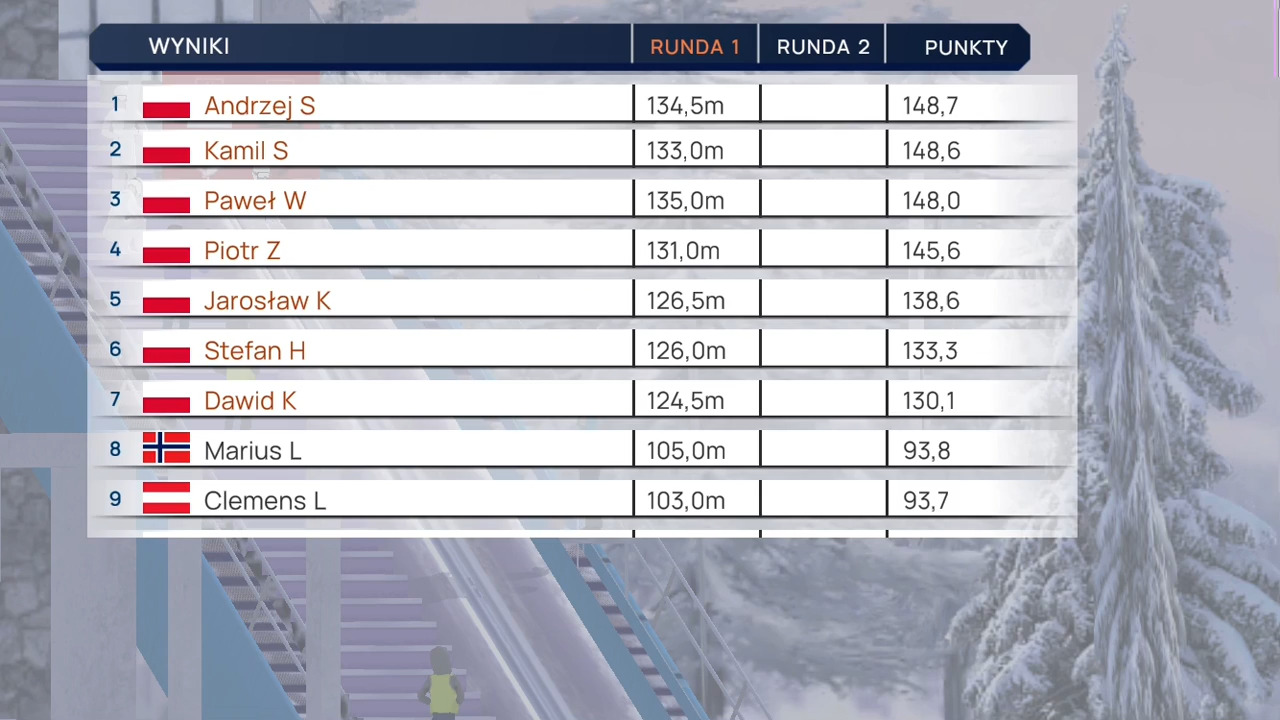 WYNIKI RUNDA 1 RUNDA 2 PUNKTY
1 Andrzej S 134,5m 148,7
2 Kamil S 133,0m 148,6
3 Paweł W 135,0m 148,0
4 Piotr Z 131,0m 145,6
5 Jarosław K 126,5m 138,6
6 Stefan H 126,0m 133,3
7 Dawid K 124,5m 130,1
8 Marius L 105,0m 93,8
9 Clemens L 103,0m 93,7